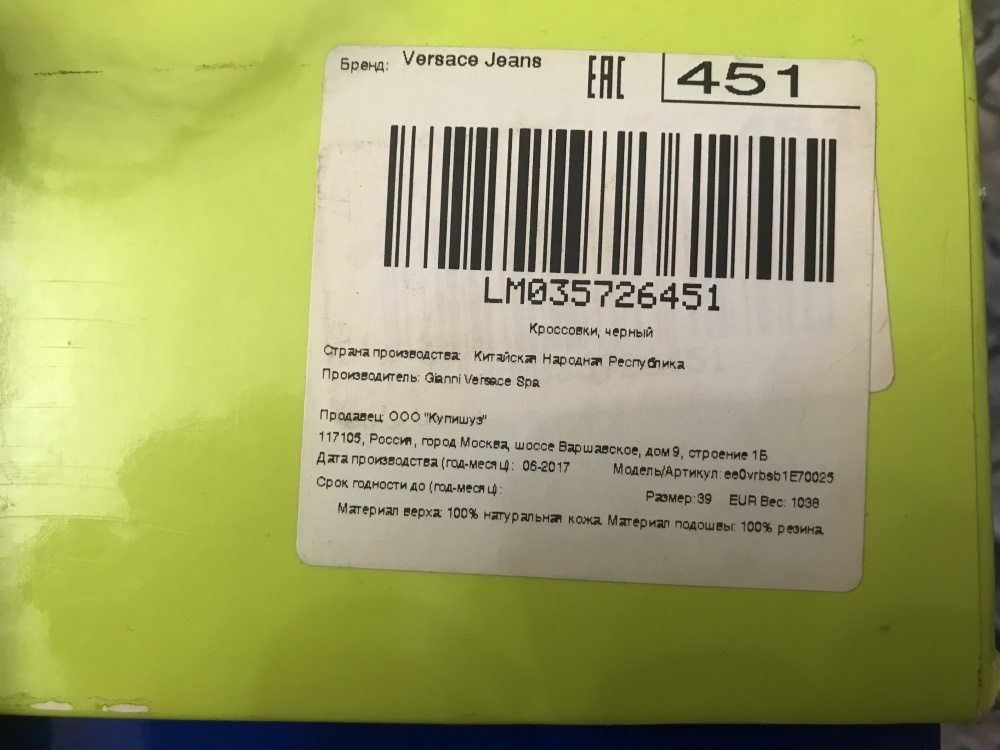 Бренд: Versace Jeans EAC 451
LM035726451
Кроссовки, черный
Страна производства: Китайская Народная Республика
Производитель: Gianni Versace Spa
Продавец: ООО "Купишуз"
117105, Россия, город Москва, шоссе Варшавское, дом 9, строение 1Б
Дата производства (год-месяц): 06-2017 Модель/Артикул: ee0vrbsb1E70025
Срок годности до (год-месяц): Размер: 39 EUR Вес: 1038
Материал верха: 100% натуральная кожа. Материал подошвы: 100% резина.